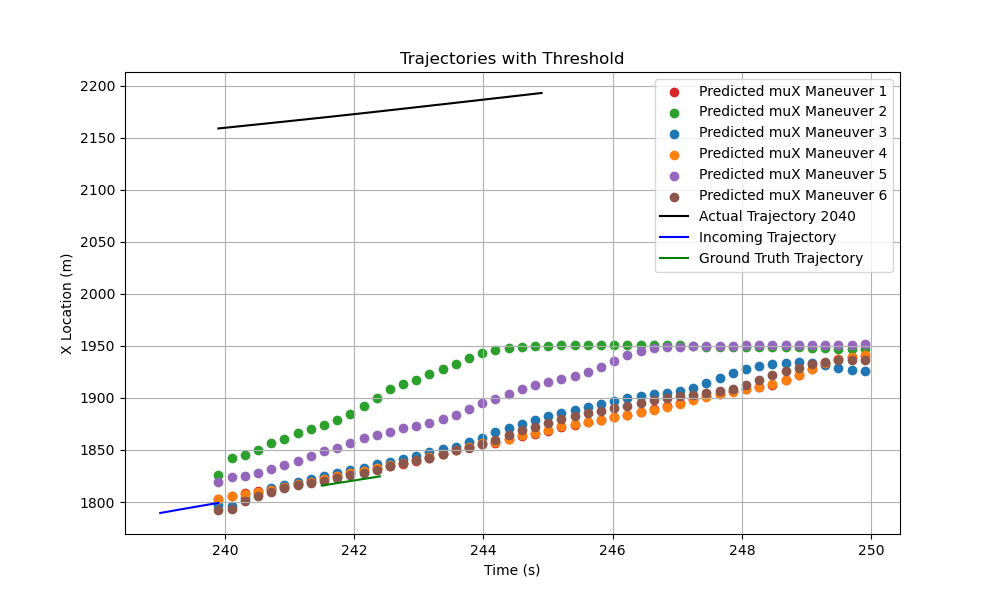 Trajectories with Threshold
Predicted muX Maneuver 1
Predicted muX Maneuver 2
Predicted muX Maneuver 3
Predicted muX Maneuver 4
Predicted muX Maneuver 5
Predicted muX Maneuver 6
Actual Trajectory 2040
Incoming Trajectory
Ground Truth Trajectory
X Location (m)
2200
2150
2100
2050
2000
1950
1900
1850
1800
240 242 244 246 248 250
Time (s)